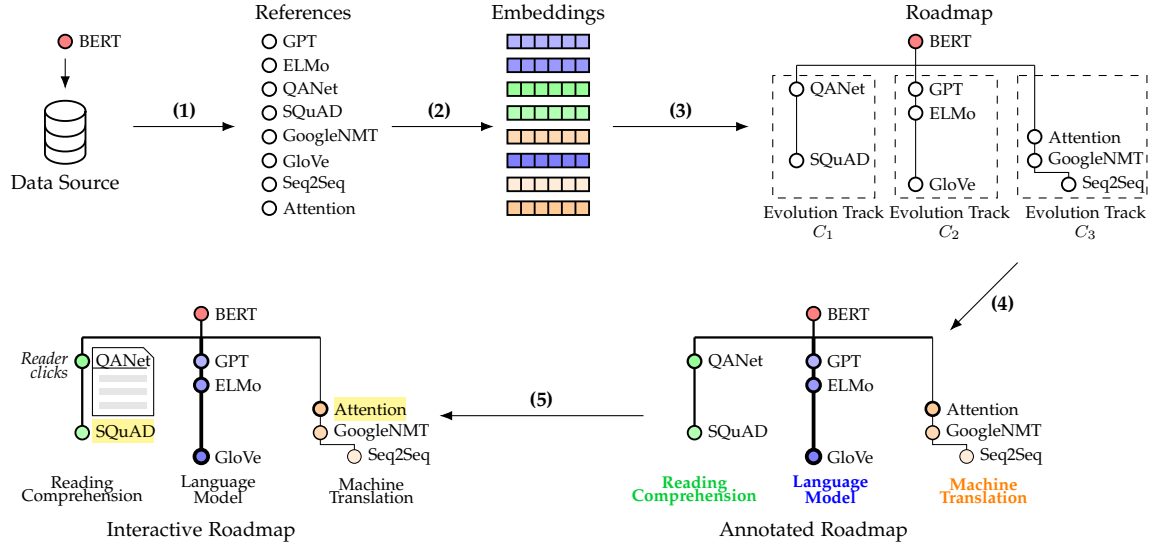 References
Embeddings
Roadmap
BERT
GPT
ELMo
QANet
SQuAD
GoogleNMT
GloVe
Seq2Seq
Attention
Data Source
(1)
(2)
(3)
BERT
QANet
SQuAD
GPT
ELMo
GloVe
Attention
GoogleNMT
Seq2Seq
Evolution Track
C1
Evolution Track
C2
Evolution Track
C3
(4)
BERT
Reader
clicks
QANet
SQuAD
GPT
ELMo
GloVe
Attention
GoogleNMT
Seq2Seq
Reading
Comprehension
Language
Model
Machine
Translation
Interactive Roadmap
(5)
BERT
QANet
SQuAD
GPT
ELMo
GloVe
Attention
GoogleNMT
Seq2Seq
Reading
Comprehension
Language
Model
Machine
Translation
Annotated Roadmap